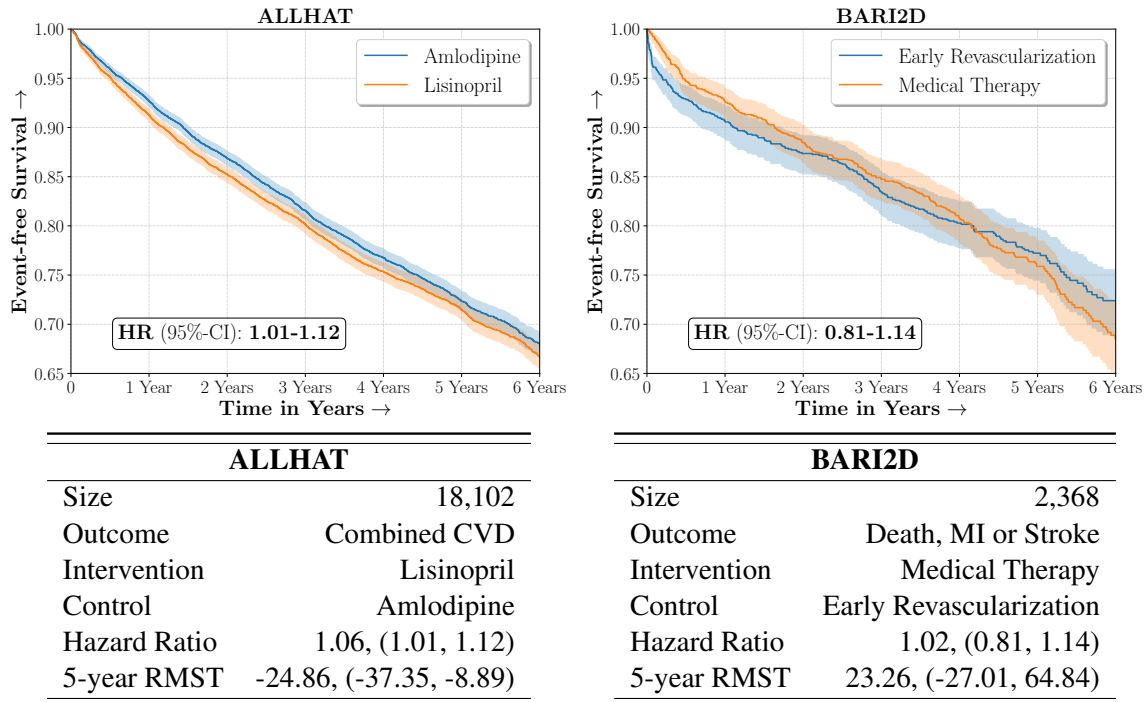 ALLHAT
1.00
0.95
0.90
0.85
0.80
0.75
0.70
0.65
Event-free Survival →
Amlodipine
Lisinopril
HR (95%-CI): 1.01-1.12
0 1 Year 2 Years 3 Years 4 Years 5 Years 6 Years
Time in Years →
BARI2D
1.00
0.95
0.90
0.85
0.80
0.75
0.70
0.65
Event-free Survival →
Early Revascularization
Medical Therapy
HR (95%-CI): 0.81-1.14
0 1 Year 2 Years 3 Years 4 Years 5 Years 6 Years
Time in Years →
ALLHAT
Size 18,102
Outcome Combined CVD
Intervention Lisinopril
Control Amlodipine
Hazard Ratio 1.06, (1.01, 1.12)
5-year RMST -24.86, (-37.35, -8.89)
BARI2D
Size 2,368
Outcome Death, MI or Stroke
Intervention Medical Therapy
Control Early Revascularization
Hazard Ratio 1.02, (0.81, 1.14)
5-year RMST 23.26, (-27.01, 64.84)